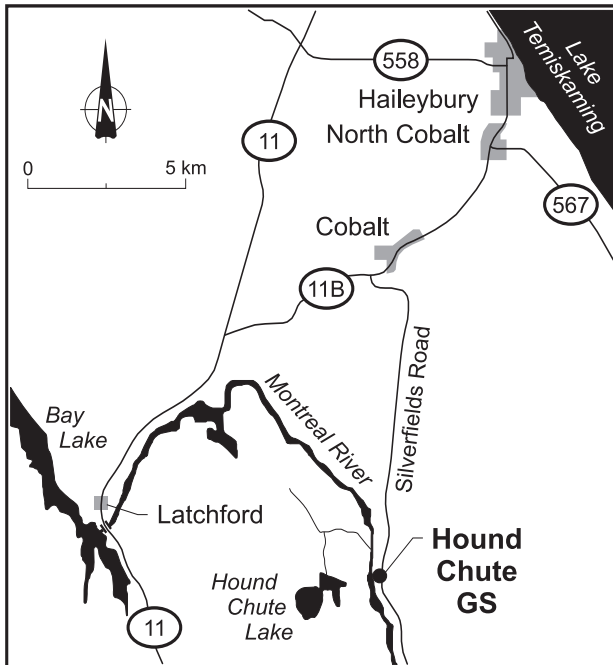 558
Lake
Temiskaming
Haileybury
N
11
North Cobalt
0 5 km
567
Cobalt
11B
Silverfields Road
Montreal River
Bay
Lake
Latchford
Hound
Chute
GS
Hound
Chute
Lake
11